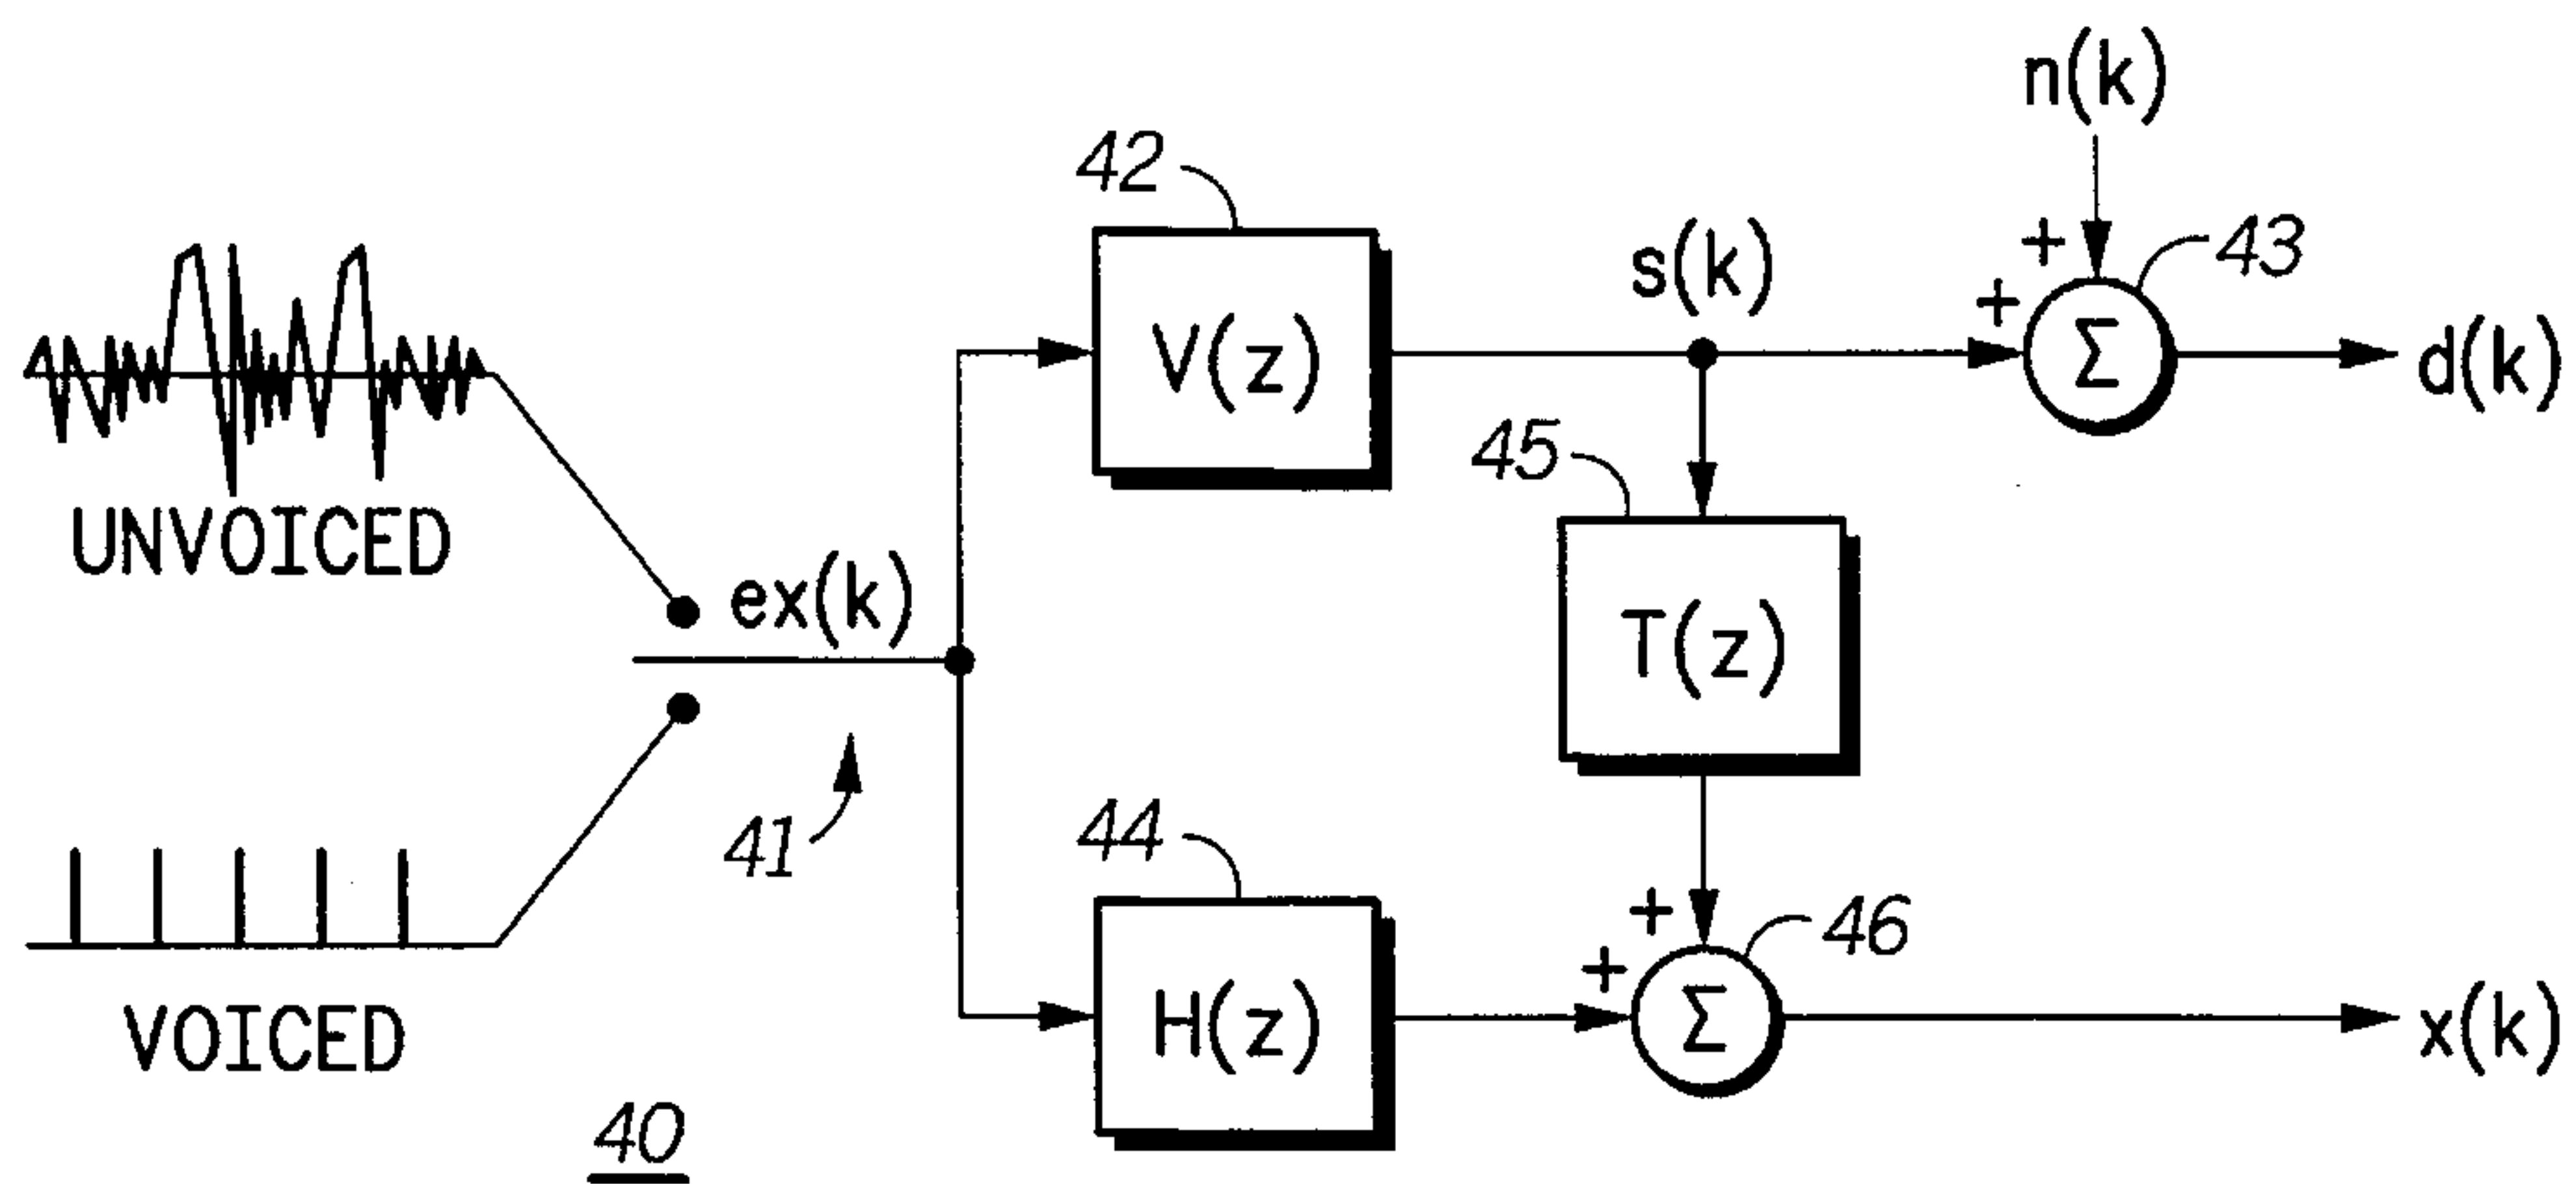 n(k)
42
+
43
s(k)
+
V(z)
Σ
d(k)
45
UNVOICED
ex(k)
T(z)
41
44
+
46
+
H(z)
Σ
x(k)
VOICED
40